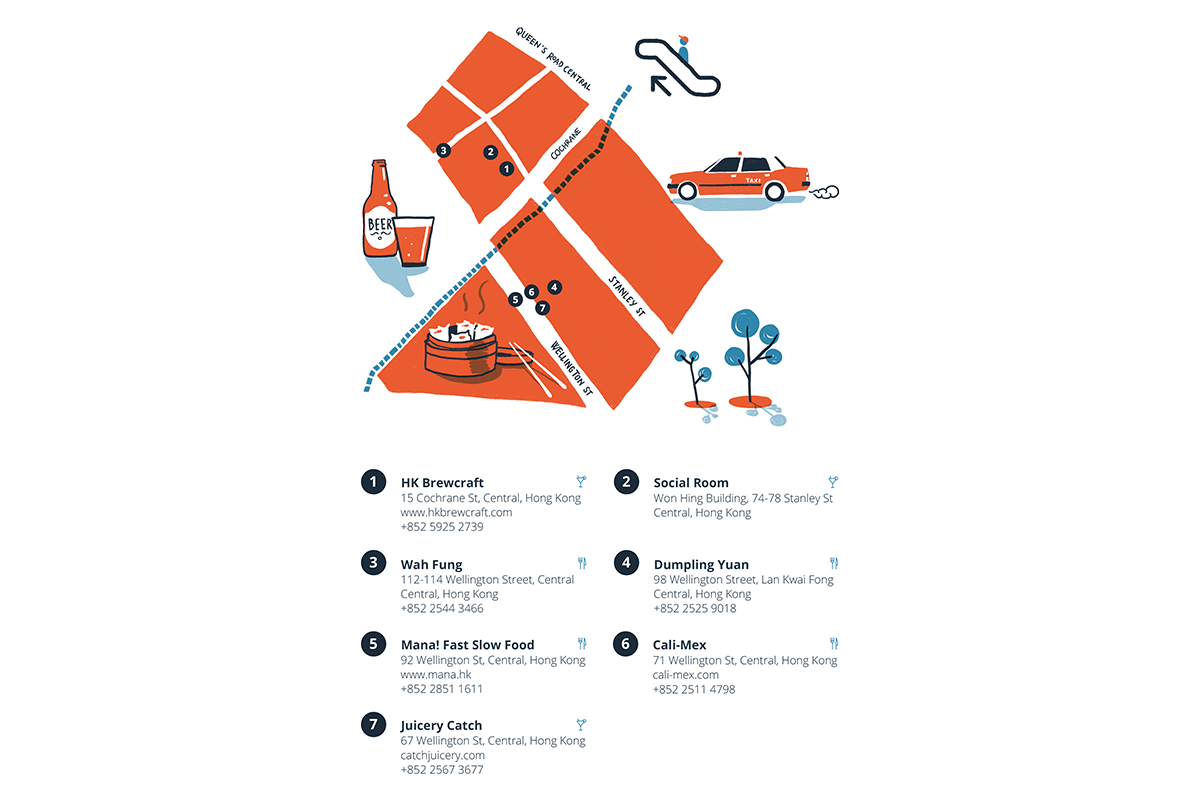 QUEEN'S ROAD CENTRAL
COCHRANE
3
2
1
TAXI
BEER
STANLEY ST
4
6
5
7
WELLINGTON ST
1
HK Brewcraft
15 Cochrane St, Central, Hong Kong
www.hkbrewcraft.com
+852 5925 2739
2
Social Room
Won Hing Building, 74-78 Stanley St
Central, Hong Kong
3
Wah Fung
112-114 Wellington Street, Central
Central, Hong Kong
+852 2544 3466
4
Dumpling Yuan
98 Wellington Street, Lan Kwai Fong
Central, Hong Kong
+852 2525 9018
5
Mana! Fast Slow Food
92 Wellington St, Central, Hong Kong
www.mana.hk
+852 2851 1611
6
Cali-Mex
71 Wellington St, Central, Hong Kong
cali-mex.com
+852 2511 4798
7
Juicery Catch
67 Wellington St, Central, Hong Kong
catchjuicery.com
+852 2567 3677